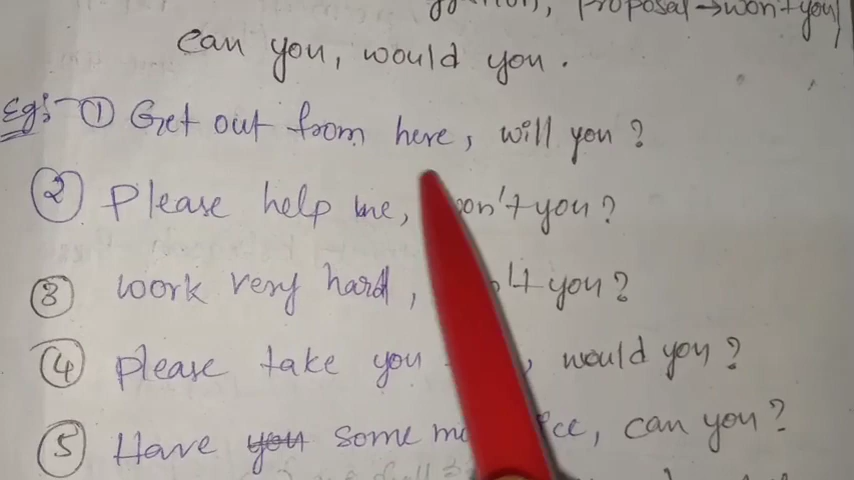 proposal → won't you
can you, would you.
Eg:- ① Get out from here, will you?
② Please help me, won't you?
③ work very hard, you?
④ please take you , would you?
⑤ Have you some , can you?